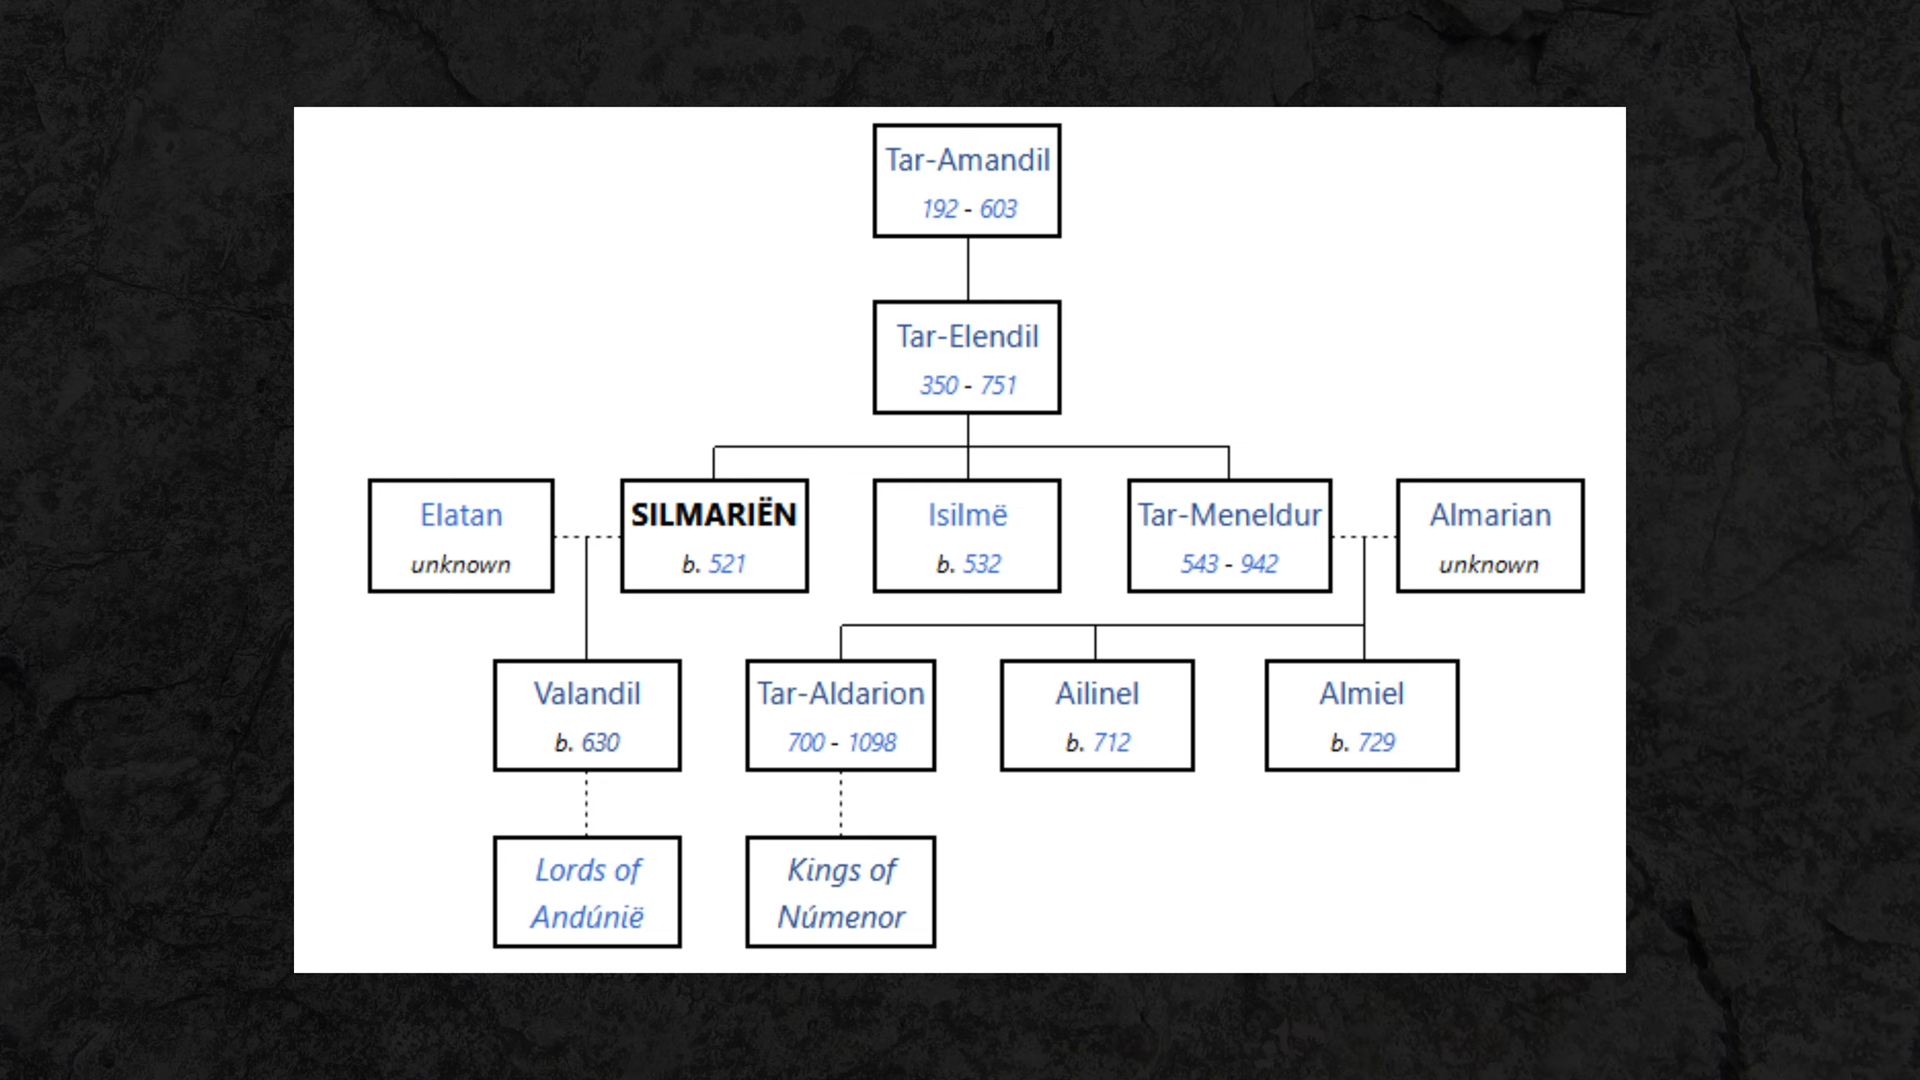 Tar-Amandil
192 - 603
Tar-Elendil
350 - 751
Elatan
unknown
SILMARIËN
b. 521
Isilmë
b. 532
Tar-Meneldur
543 - 942
Almarian
unknown
Valandil
b. 630
Tar-Aldarion
700 - 1098
Ailinel
b. 712
Almiel
b. 729
Lords of
Andúnië
Kings of
Númenor